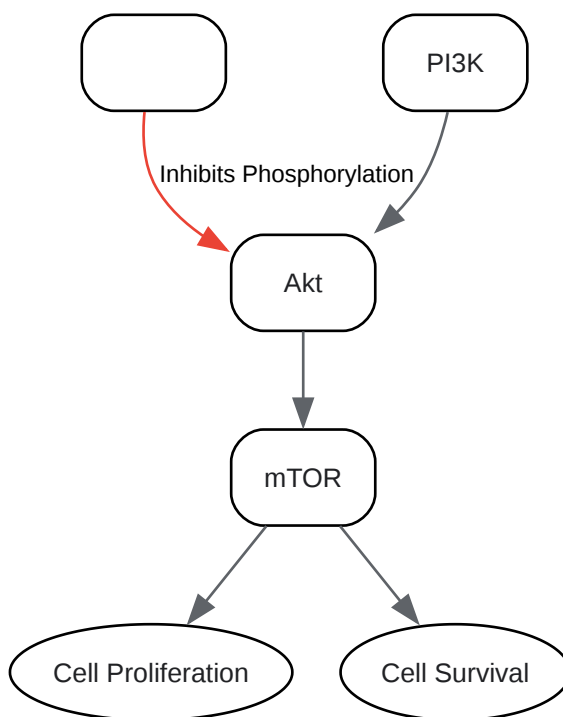 PI3K
Inhibits Phosphorylation
Akt
mTOR
Cell Proliferation
Cell Survival